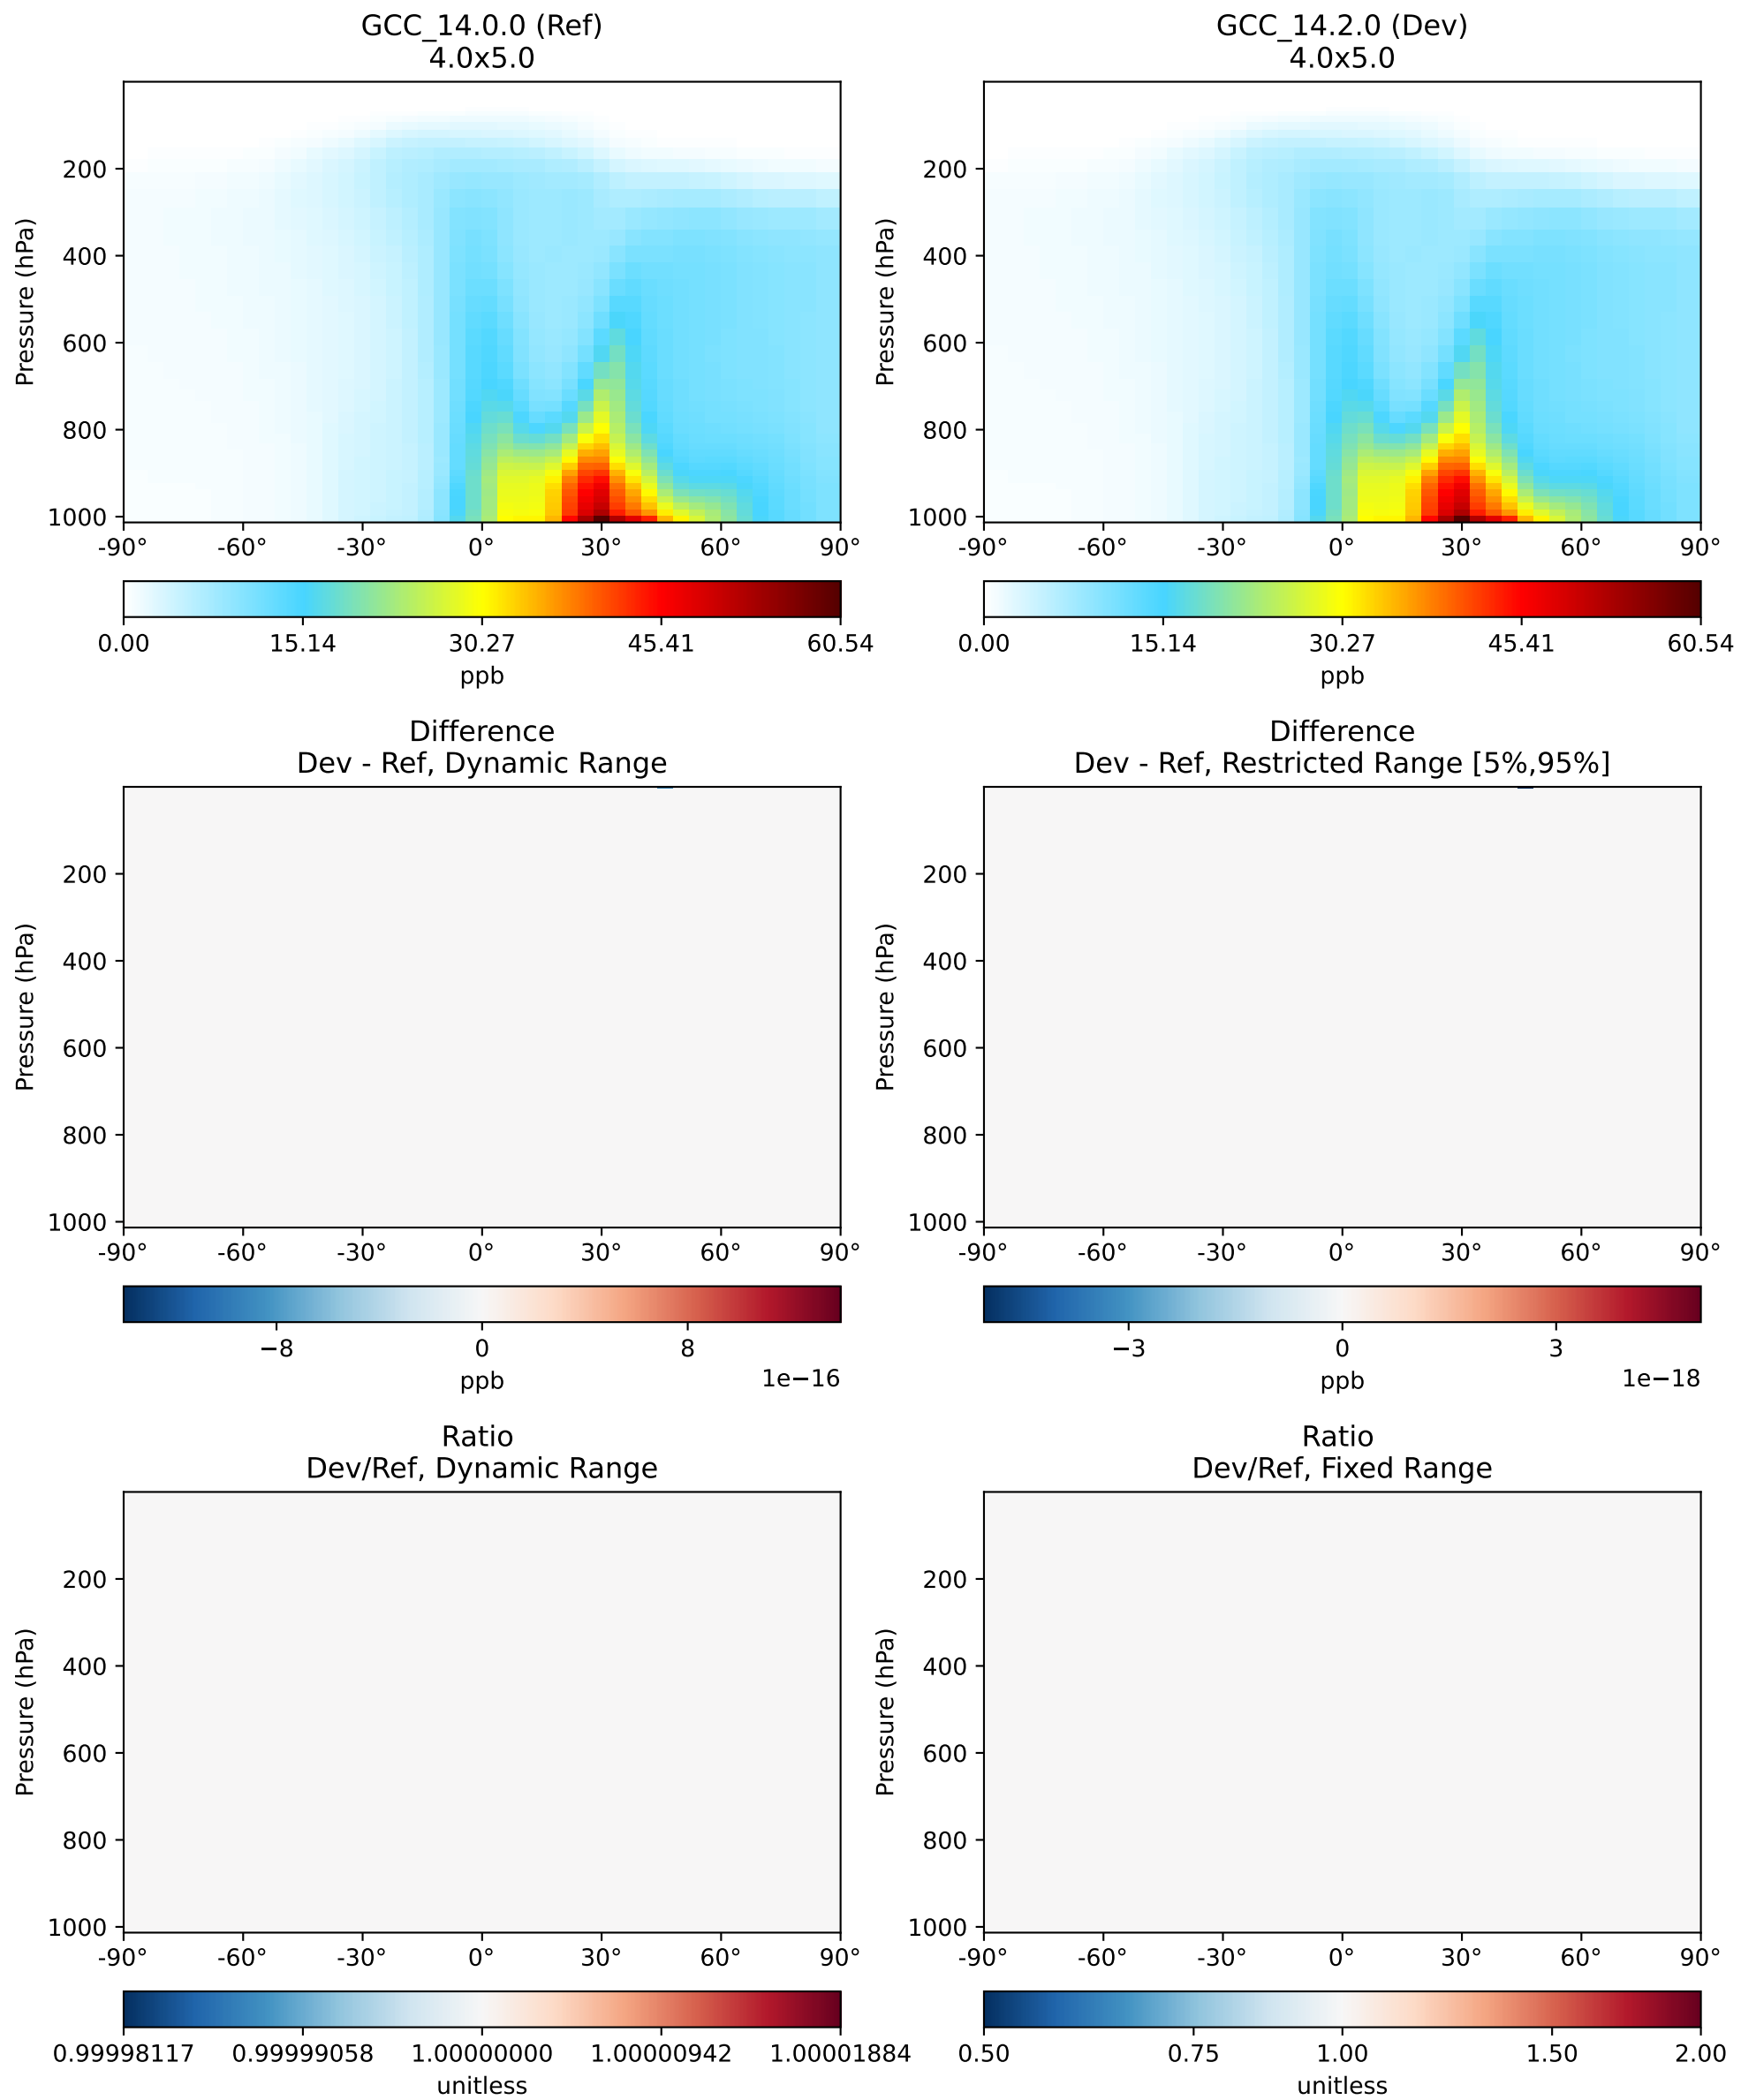 GCC_14.0.0 (Ref)
4.0x5.0
Pressure (hPa)
200
400
600
800
1000
-90° -60° -30° 0° 30° 60° 90°
0.00 15.14 30.27 45.41 60.54
ppb
GCC_14.2.0 (Dev)
4.0x5.0
Pressure (hPa)
200
400
600
800
1000
-90° -60° -30° 0° 30° 60° 90°
0.00 15.14 30.27 45.41 60.54
ppb
Difference
Dev - Ref, Dynamic Range
Pressure (hPa)
200
400
600
800
1000
-90° -60° -30° 0° 30° 60° 90°
−8 0 8
ppb 1e−16
Difference
Dev - Ref, Restricted Range [5%,95%]
Pressure (hPa)
200
400
600
800
1000
-90° -60° -30° 0° 30° 60° 90°
−3 0 3
ppb 1e−18
Ratio
Dev/Ref, Dynamic Range
Pressure (hPa)
200
400
600
800
1000
-90° -60° -30° 0° 30° 60° 90°
0.99998117 0.99999058 1.00000000 1.00000942 1.00001884
unitless
Ratio
Dev/Ref, Fixed Range
Pressure (hPa)
200
400
600
800
1000
-90° -60° -30° 0° 30° 60° 90°
0.50 0.75 1.00 1.50 2.00
unitless